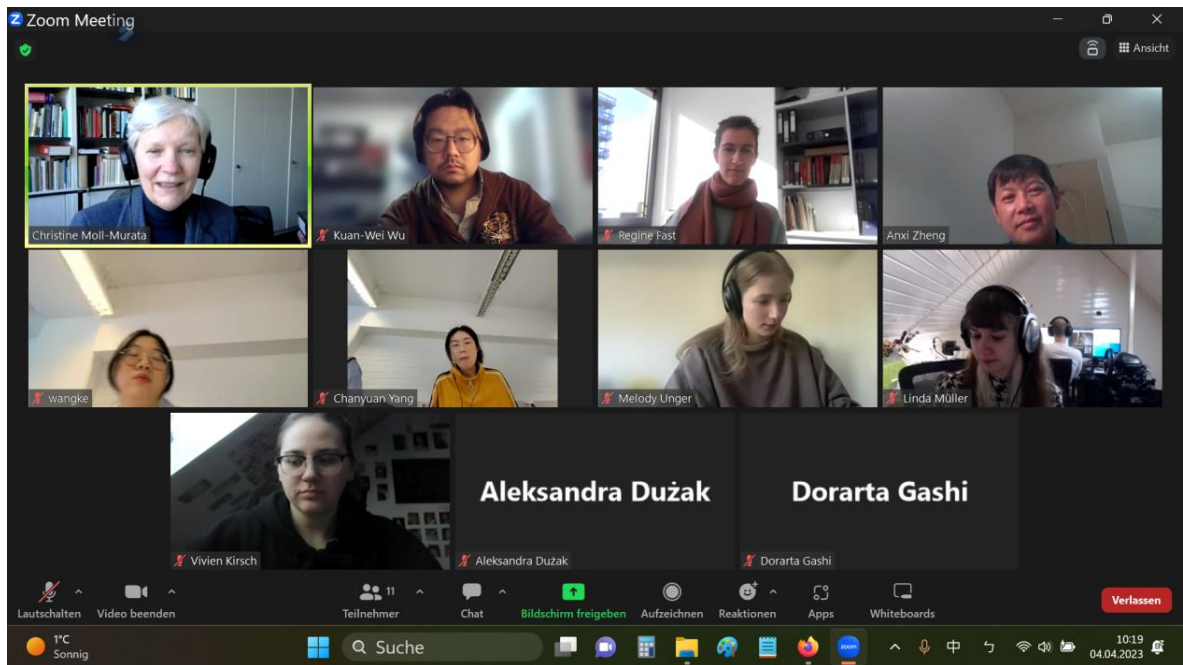 Zoom Meeting
Ansicht
Christine Moll-Murata
Kuan-Wei Wu
Regine Fast
Anxi Zheng
wangke
Chanyuan Yang
Melody Unger
Linda Müller
Aleksandra Dużak
Dorarta Gashi
Vivien Kirsch
Aleksandra Dużak
Dorarta Gashi
11
Lautschalten
Video beenden
Teilnehmer
Chat
Bildschirm freigeben
Aufzeichnen
Reaktionen
Apps
Whiteboards
Verlassen
1°C
Sonnig
Suche
zoom
中
ㄅ
10:19
04.04.2023